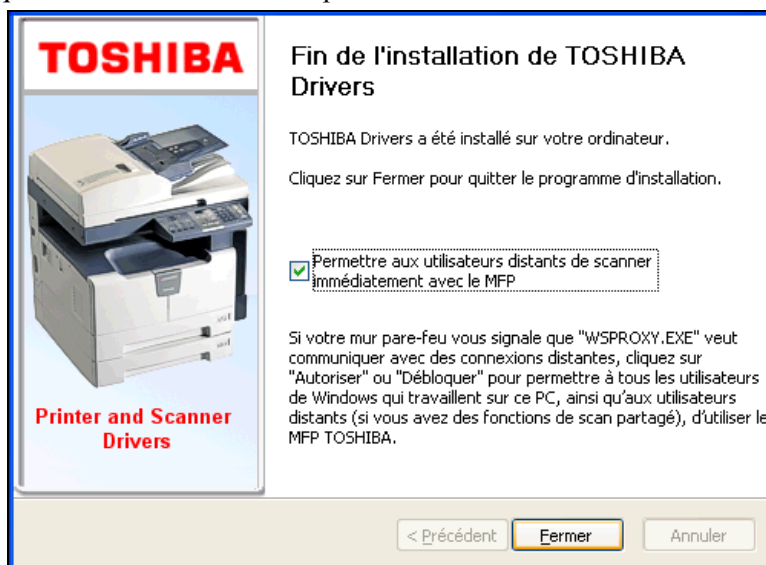 TOSHIBA
Printer and Scanner
Drivers
Fin de l'installation de TOSHIBA
Drivers
TOSHIBA Drivers a été installé sur votre ordinateur.
Cliquez sur Fermer pour quitter le programme d'installation.
Permettre aux utilisateurs distants de scanner
immédiatement avec le MFP
Si votre mur pare-feu vous signale que "WSPROXY.EXE" veut
communiquer avec des connexions distantes, cliquez sur
"Autoriser" ou "Débloquer" pour permettre à tous les utilisateurs
de Windows qui travaillent sur ce PC, ainsi qu'aux utilisateurs
distants (si vous avez des fonctions de scan partagé), d'utiliser le
MFP TOSHIBA.
< Précédent
Fermer
Annuler